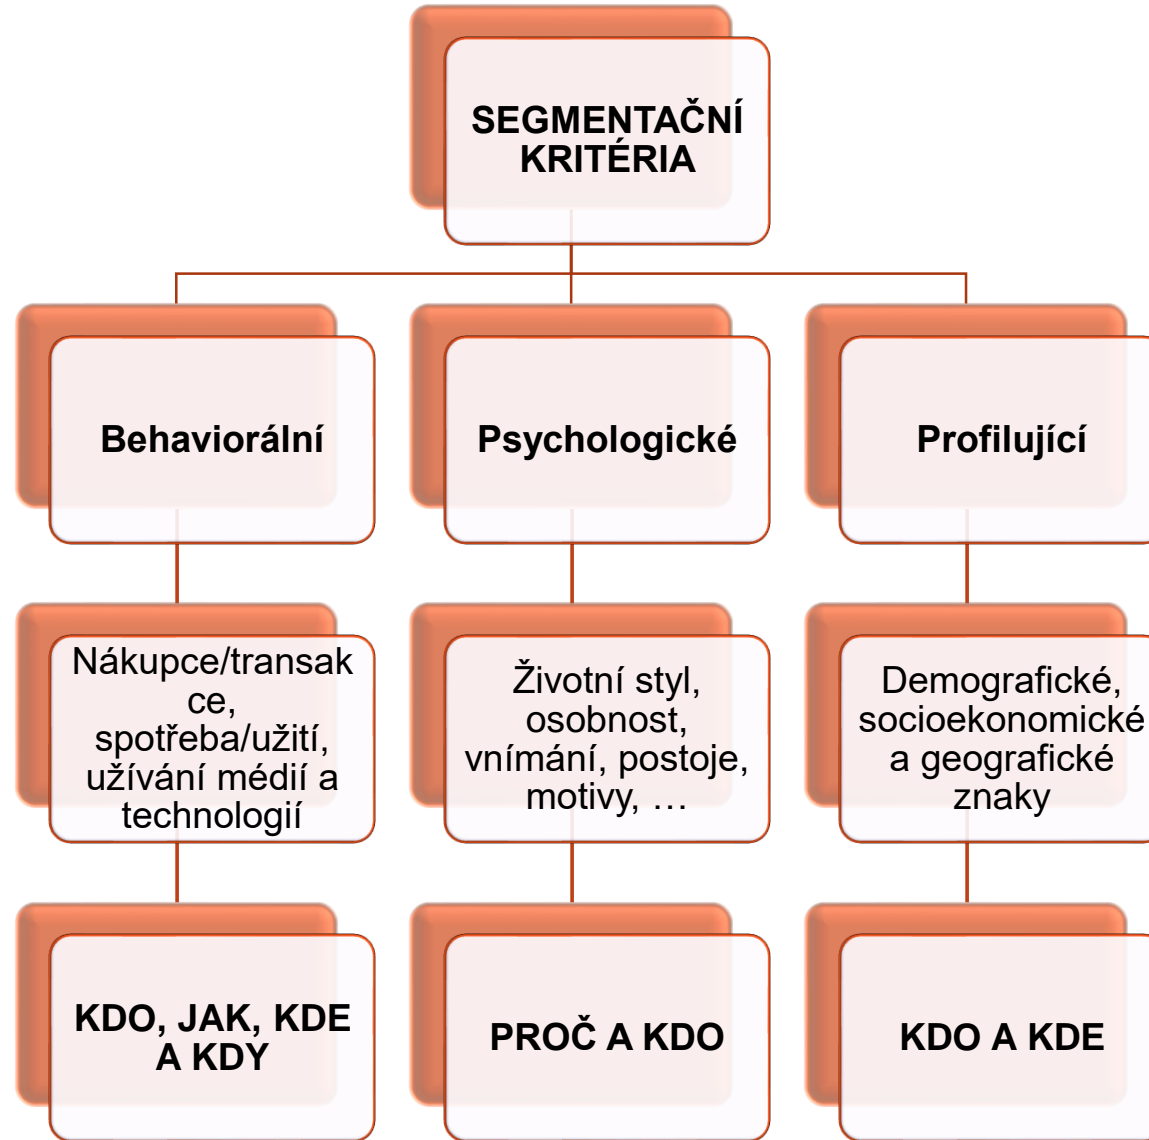 SEGMENTAČNÍ
KRITÉRIA
Behaviorální
Psychologické
Profilující
Nákupce/transak
ce,
spotřeba/užití,
užívání médií a
technologií
Životní styl,
osobnost,
vnímání, postoje,
motivy, …
Demografické,
socioekonomické
a geografické
znaky
KDO, JAK, KDE
A KDY
PROČ A KDO
KDO A KDE